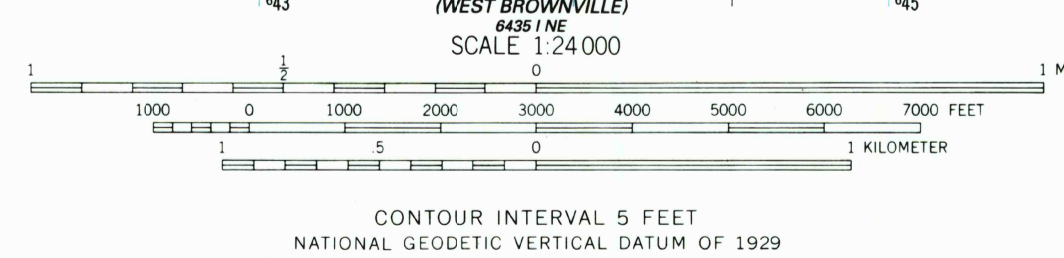 643 645
(WEST BROWNVILLE)
6435 I NE
SCALE 1:24 000
1 1/2 0 1 M
1000 0 1000 2000 3000 4000 5000 6000 7000 FEET
1 .5 0 1 KILOMETER
CONTOUR INTERVAL 5 FEET
NATIONAL GEODETIC VERTICAL DATUM OF 1929